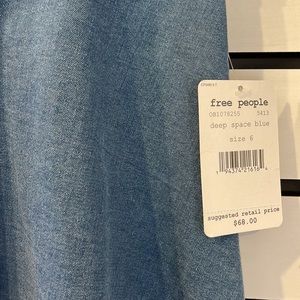 free people
OB1078255 5413
deep space blue
size 6
suggested retail price
$68.00